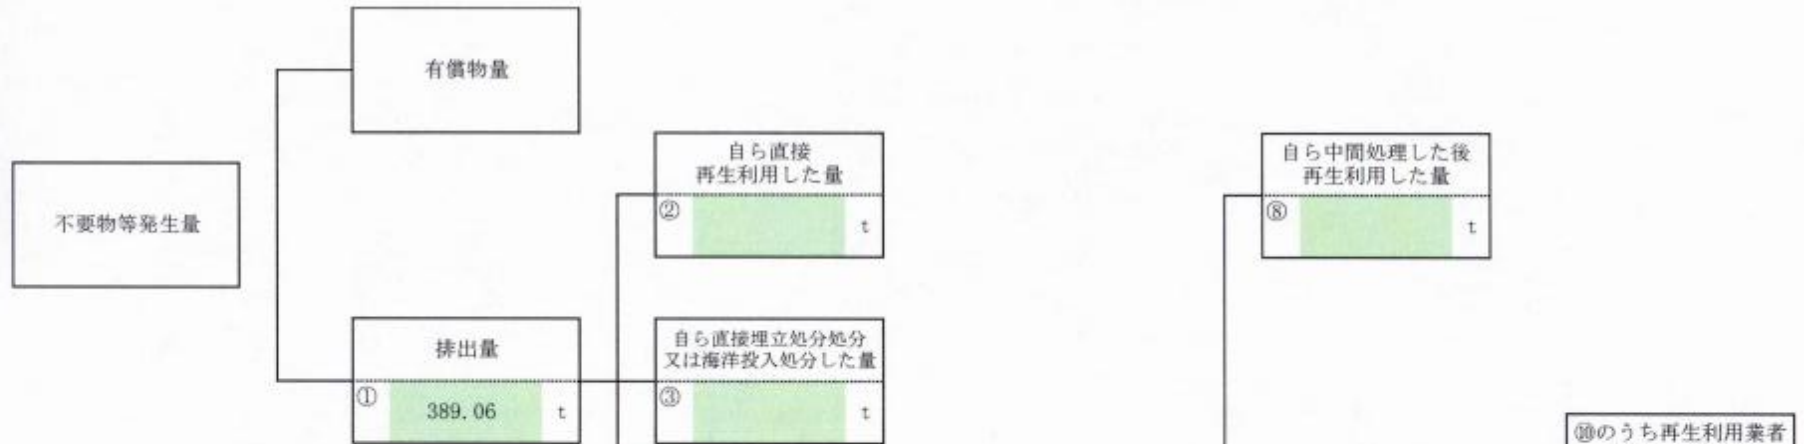 有償物量
不要物等発生量
自ら直接
再生利用した量
② t
自ら中間処理した後
再生利用した量
⑧ t
排出量
① 389.06 t
自ら直接埋立処分処分
又は海洋投入処分した量
③ t
⑩のうち再生利用業者